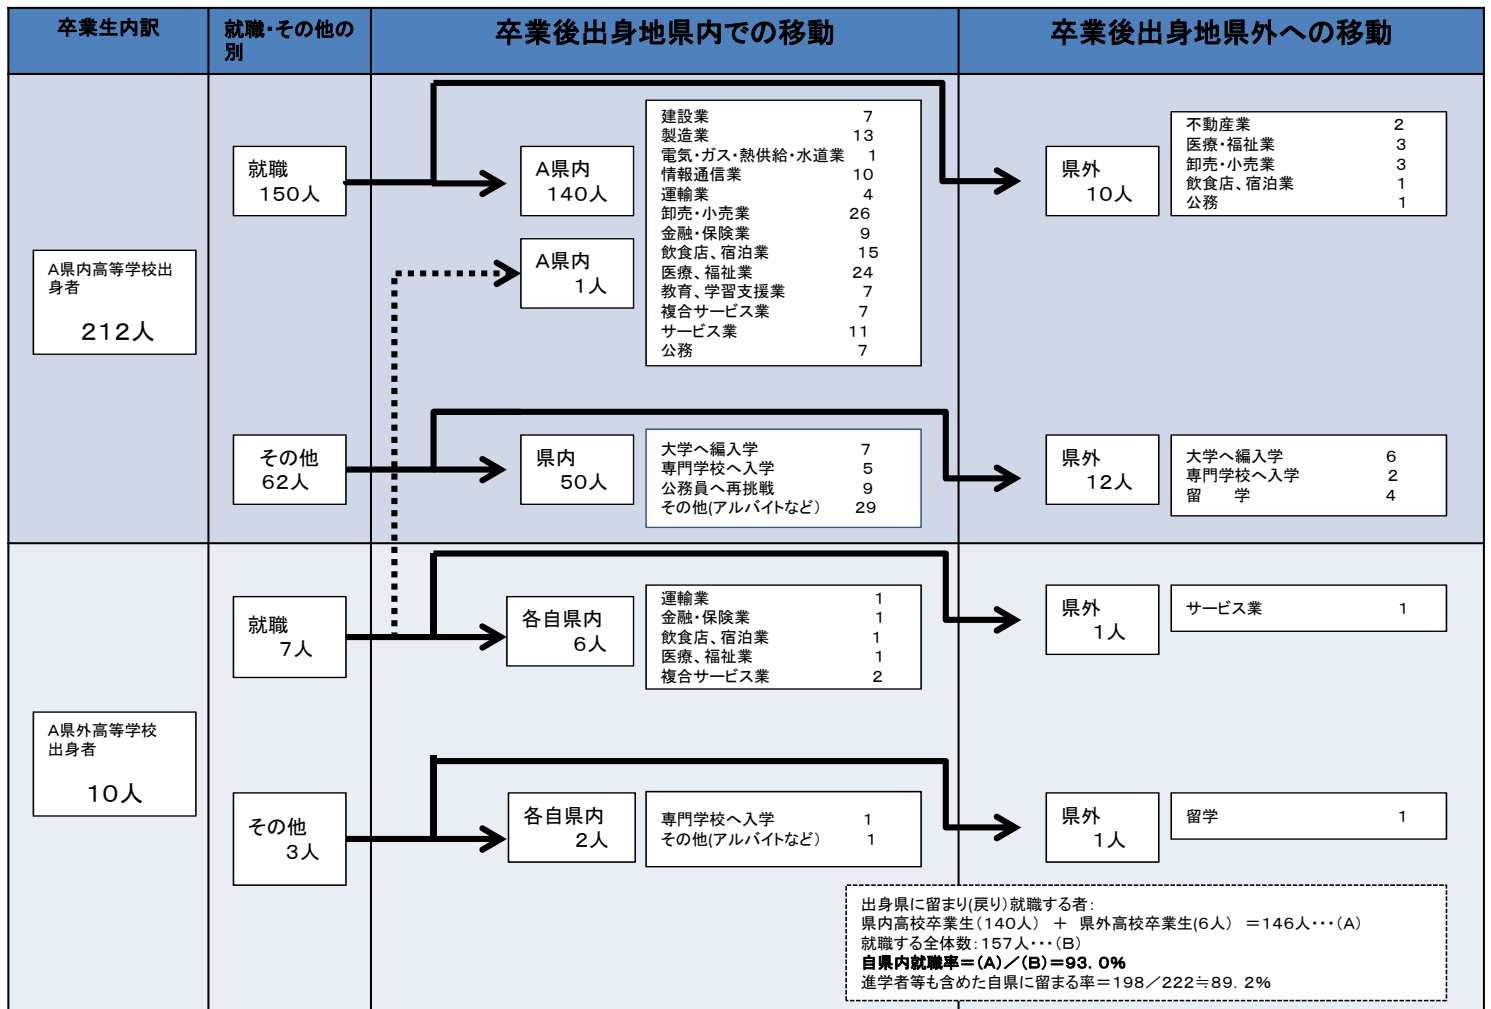 卒業生内訳
就職・その他の
別
卒業後出身地県内での移動
卒業後出身地県外への移動
A県内高等学校出
身者
212人
就職
150人
A県内
140人
A県内
1人
建設業 7
製造業 13
電気・ガス・熱供給・水道業 1
情報通信業 10
運輸業 4
卸売・小売業 26
金融・保険業 9
飲食店、宿泊業 15
医療、福祉業 24
教育、学習支援業 7
複合サービス業 7
サービス業 11
公務 7
県外
10人
不動産業 2
医療・福祉業 3
卸売・小売業 3
飲食店、宿泊業 1
公務 1
その他
62人
県内
50人
大学へ編入学 7
専門学校へ入学 5
公務員へ再挑戦 9
その他(アルバイトなど) 29
県外
12人
大学へ編入学 6
専門学校へ入学 2
留 学 4
A県外高等学校
出身者
10人
就職
7人
各自県内
6人
運輸業 1
金融・保険業 1
飲食店、宿泊業 1
医療、福祉業 1
複合サービス業 2
県外
1人
サービス業 1
その他
3人
各自県内
2人
専門学校へ入学 1
その他(アルバイトなど) 1
県外
1人
留学 1
出身県に留まり(戻り)就職する者:
県内高校卒業生(140人) + 県外高校卒業生(6人) =146人・・・(A)
就職する全体数:157人・・・(B)
自県内就職率=(A)/(B)=93.0%
進学者等も含めた自県に留まる率=198/222≒89.2%